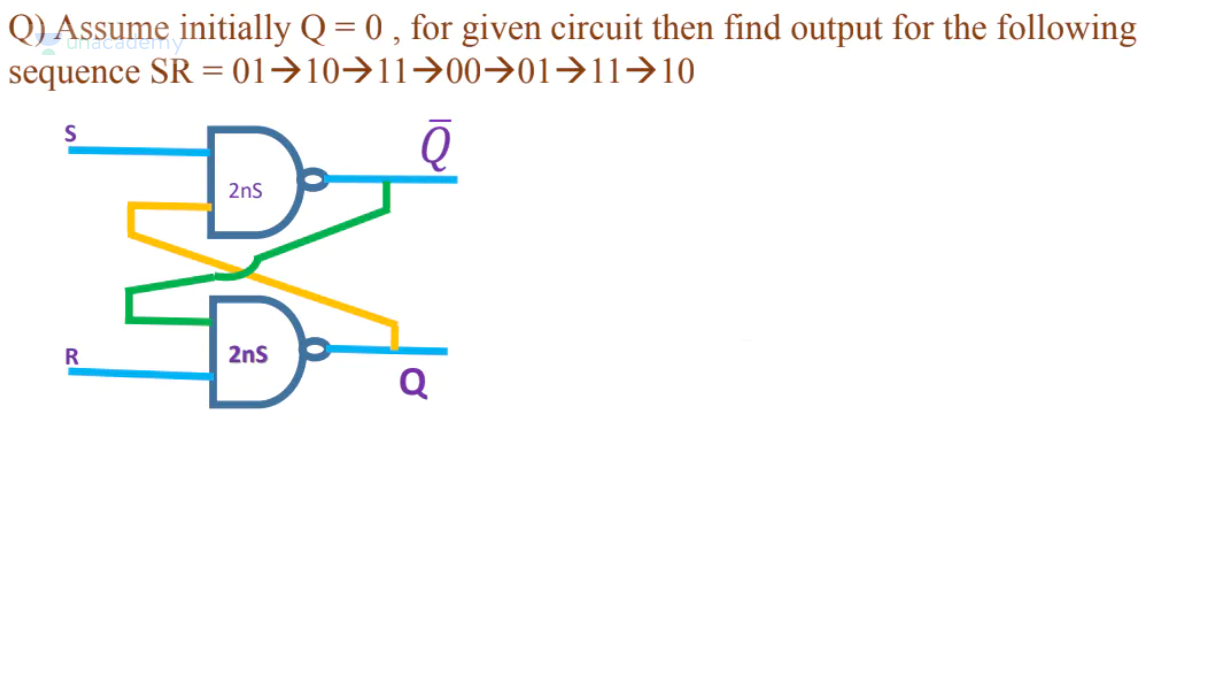 Q) Assume initially Q = 0 , for given circuit then find output for the following
unacademy
sequence SR = 01→10→11→00→01→11→10
S
Q̅
2nS
2nS
R
Q